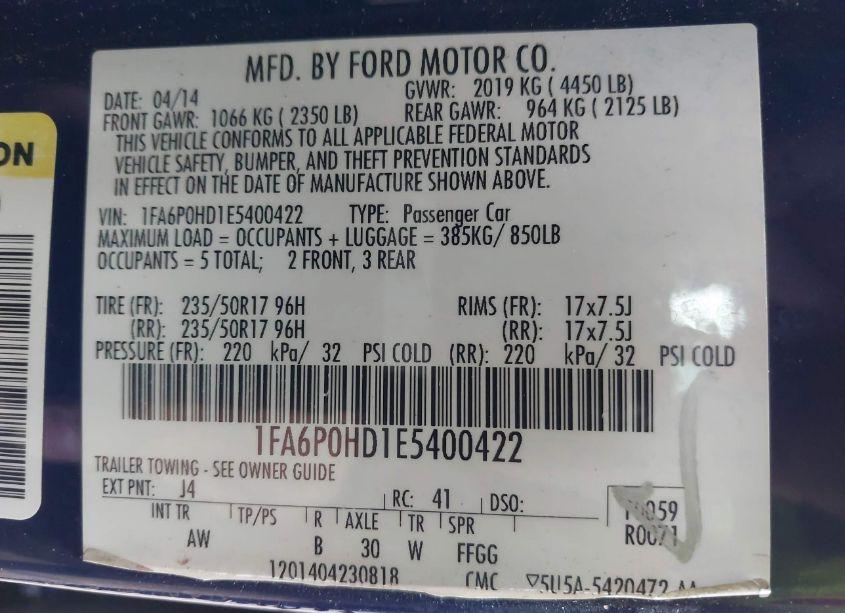 ON
MFD. BY FORD MOTOR CO.
DATE: 04/14 GVWR: 2019 KG ( 4450 LB)
FRONT GAWR: 1066 KG ( 2350 LB) REAR GAWR: 964 KG ( 2125 LB)
THIS VEHICLE CONFORMS TO ALL APPLICABLE FEDERAL MOTOR
VEHICLE SAFETY, BUMPER, AND THEFT PREVENTION STANDARDS
IN EFFECT ON THE DATE OF MANUFACTURE SHOWN ABOVE.
VIN: 1FA6P0HD1E5400422 TYPE: Passenger Car
MAXIMUM LOAD = OCCUPANTS + LUGGAGE = 385KG/ 850LB
OCCUPANTS = 5 TOTAL; 2 FRONT, 3 REAR
TIRE (FR): 235/50R17 96H RIMS (FR): 17x7.5J
(RR): 235/50R17 96H (RR): 17x7.5J
PRESSURE (FR): 220 kPa/ 32 PSI COLD (RR): 220 kPa/ 32 PSI COLD
1FA6P0HD1E5400422
TRAILER TOWING - SEE OWNER GUIDE
EXT PNT: J4 RC: 41 DSO:
INT TR TP/PS R AXLE TR SPR
AW B 30 W FFGG
R0071
1201404230818 CMC ▽5U5A-5420472-AA